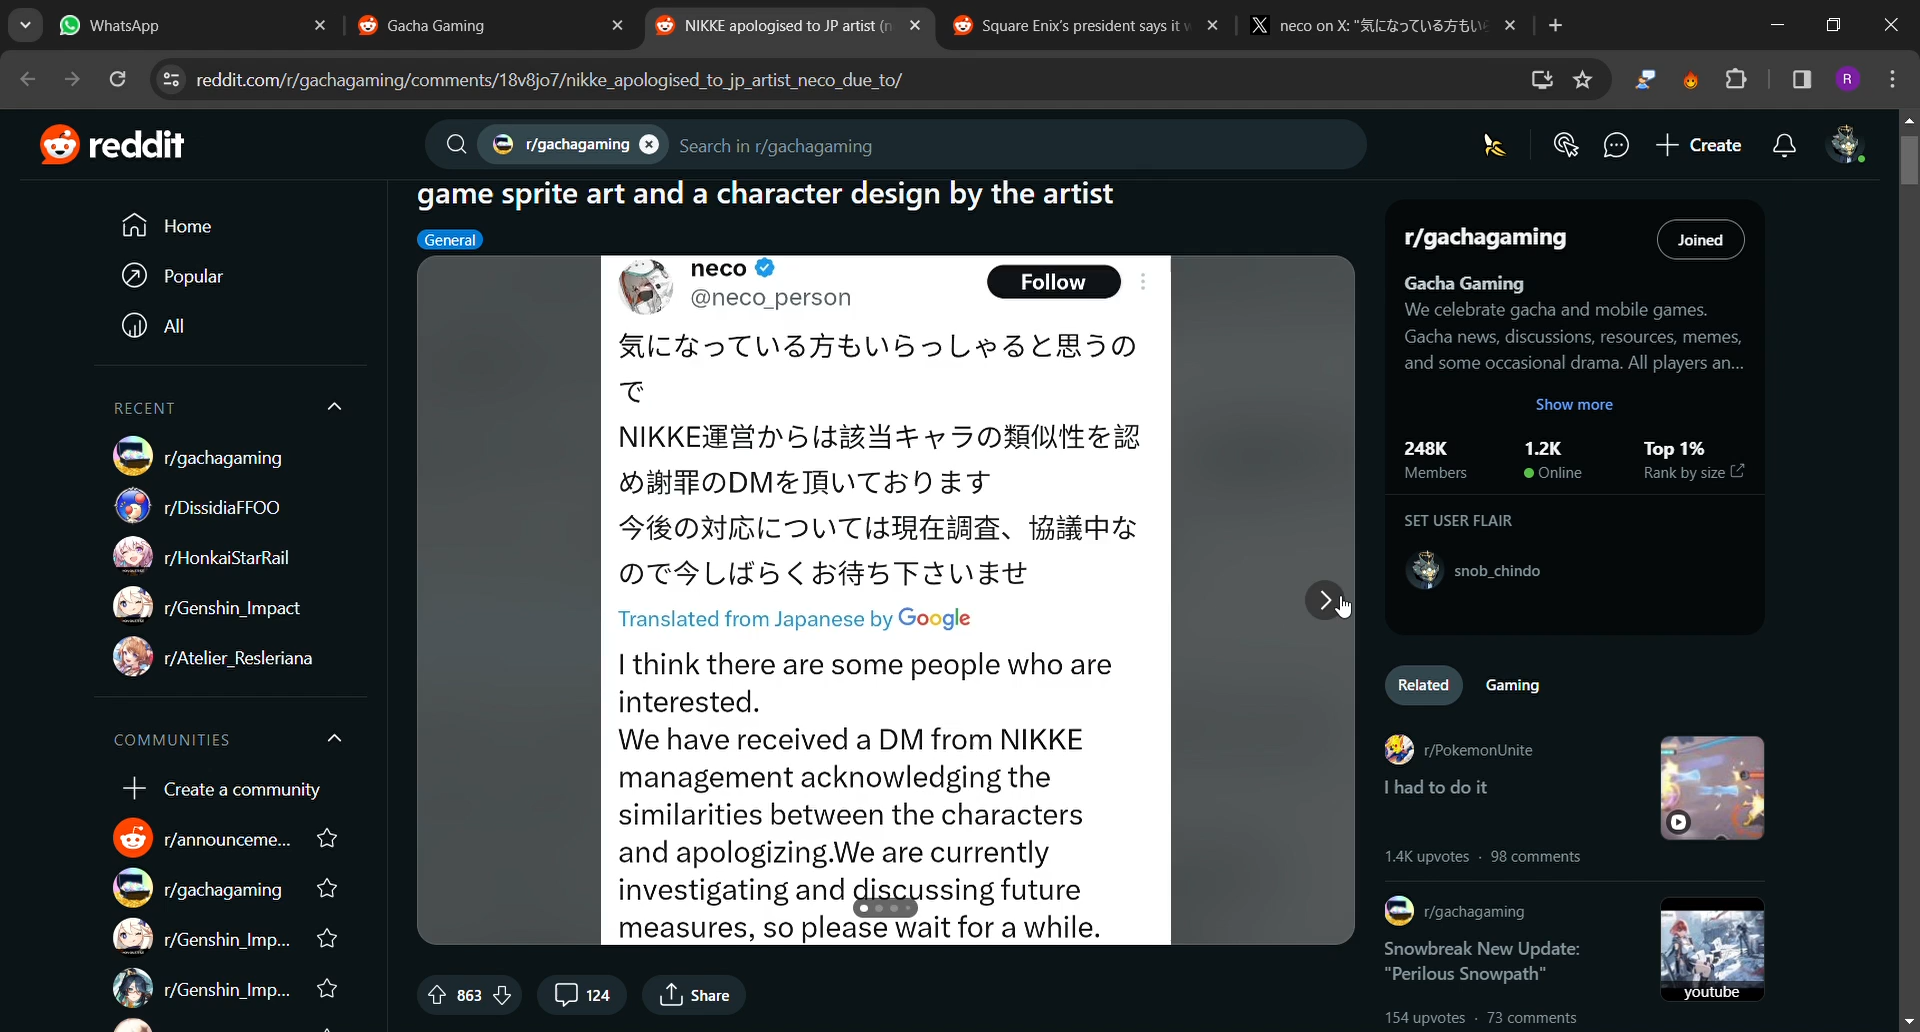 WhatsApp
Gacha Gaming
NIKKE apologised to JP artist (n
Square Enix's president says it w
neco on X: "気になっている方もい
reddit.com/r/gachagaming/comments/18v8jo7/nikke_apologised_to_jp_artist_neco_due_to/
R
reddit
r/gachagaming
Search in r/gachagaming
Create
Home
Popular
All
RECENT
r/gachagaming
r/DissidiaFFOO
r/HonkaiStarRail
r/Genshin_Impact
r/Atelier_Resleriana
COMMUNITIES
Create a community
r/announceme...
r/gachagaming
r/Genshin_Imp...
r/Genshin_Imp...
game sprite art and a character design by the artist
General
neco
@neco_person
Follow
気になっている方もいらっしゃると思うの
で
NIKKE運営からは該当キャラの類似性を認
め謝罪のDMを頂いております
今後の対応については現在調査、協議中な
ので今しばらくお待ち下さいませ
Translated from Japanese by Google
I think there are some people who are
interested.
We have received a DM from NIKKE
management acknowledging the
similarities between the characters
and apologizing.We are currently
investigating and discussing future
measures, so please wait for a while.
863
124
Share
r/gachagaming
Joined
Gacha Gaming
We celebrate gacha and mobile games.
Gacha news, discussions, resources, memes,
and some occasional drama. All players an...
Show more
248K
Members
1.2K
Online
Top 1%
Rank by size
SET USER FLAIR
snob_chindo
Related
Gaming
r/PokemonUnite
I had to do it
1.4K upvotes · 98 comments
r/gachagaming
Snowbreak New Update:
"Perilous Snowpath"
youtube
154 upvotes · 73 comments